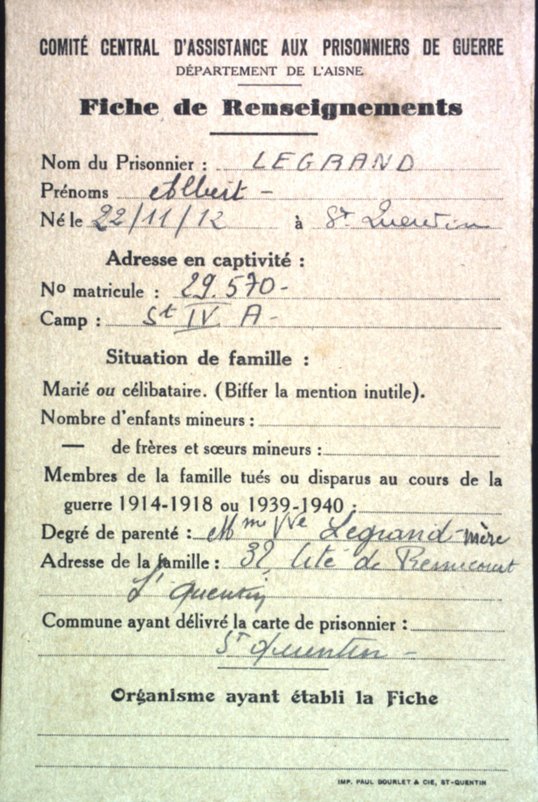 COMITÉ CENTRAL D'ASSISTANCE AUX PRISONNIERS DE GUERRE
DÉPARTEMENT DE L'AISNE
Fiche de Renseignements
Nom du Prisonnier : LEGRAND
Prénoms Albert -
Né le 22/11/12 à St Quentin
Adresse en captivité :
No matricule : 29.570-
Camp : St IV A -
Situation de famille :
Marié ou célibataire. (Biffer la mention inutile).
Nombre d'enfants mineurs :
— de frères et sœurs mineurs :
Membres de la famille tués ou disparus au cours de la
guerre 1914-1918 ou 1939-1940 :
Degré de parenté : Mme Vve Legrand - mère
Adresse de la famille : 32, Cité de Remicourt
St Quentin
Commune ayant délivré la carte de prisonnier :
St Quentin -
Organisme ayant établi la Fiche
IMP. PAUL BOURLET & CIE, ST-QUENTIN